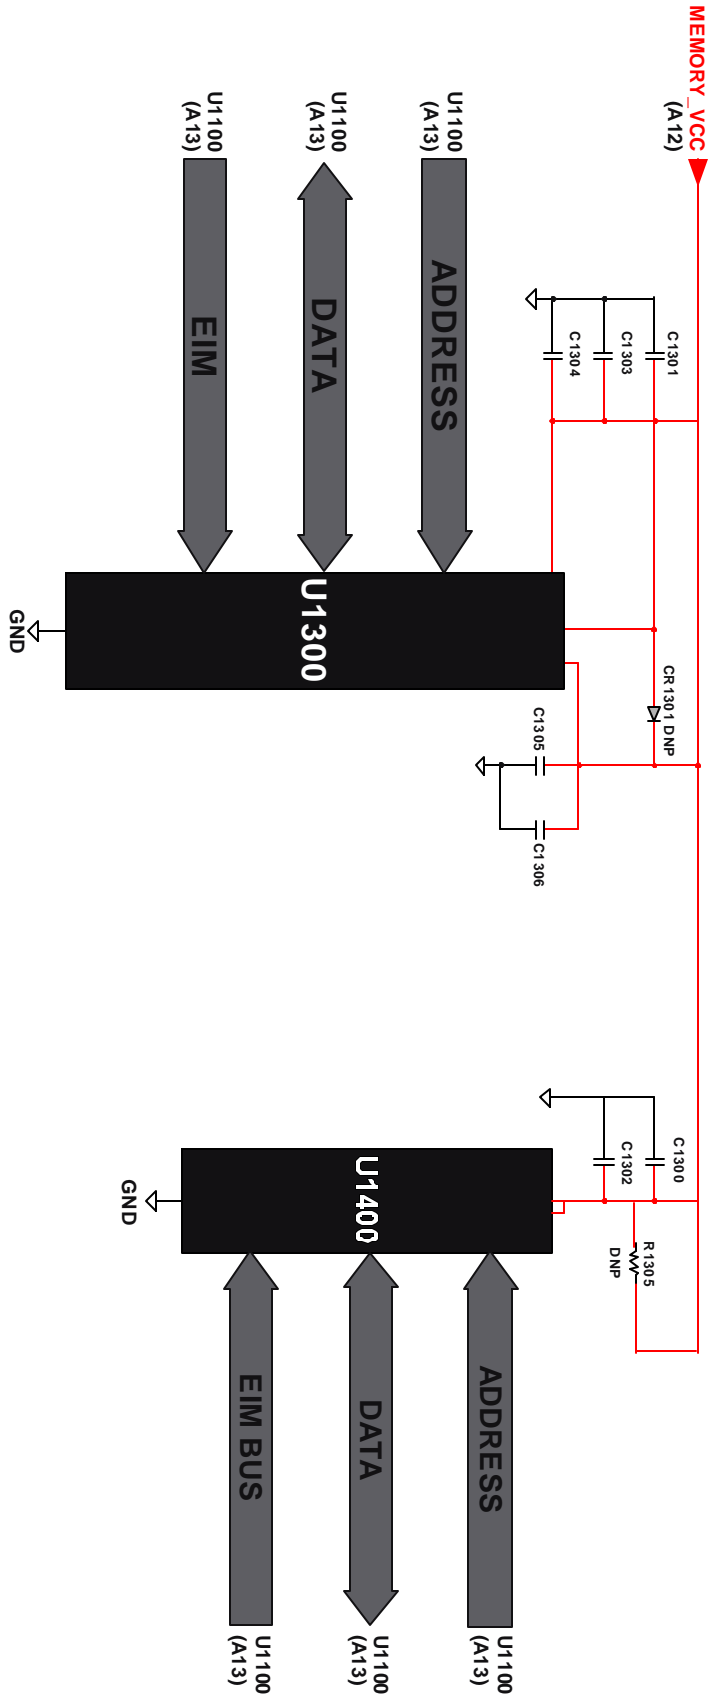 MEMORY_VCC
(A12)
C1301
C1303
C1304
U1100
(A13)
ADDRESS
U1100
(A13)
DATA
U1100
(A13)
EIM
U1300
GND
CR1301 DNP
C1305
C1306
C1300
C1302
R1305
DNP
U1400
GND
ADDRESS
U1100
(A13)
DATA
U1100
(A13)
EIM BUS
U1100
(A13)